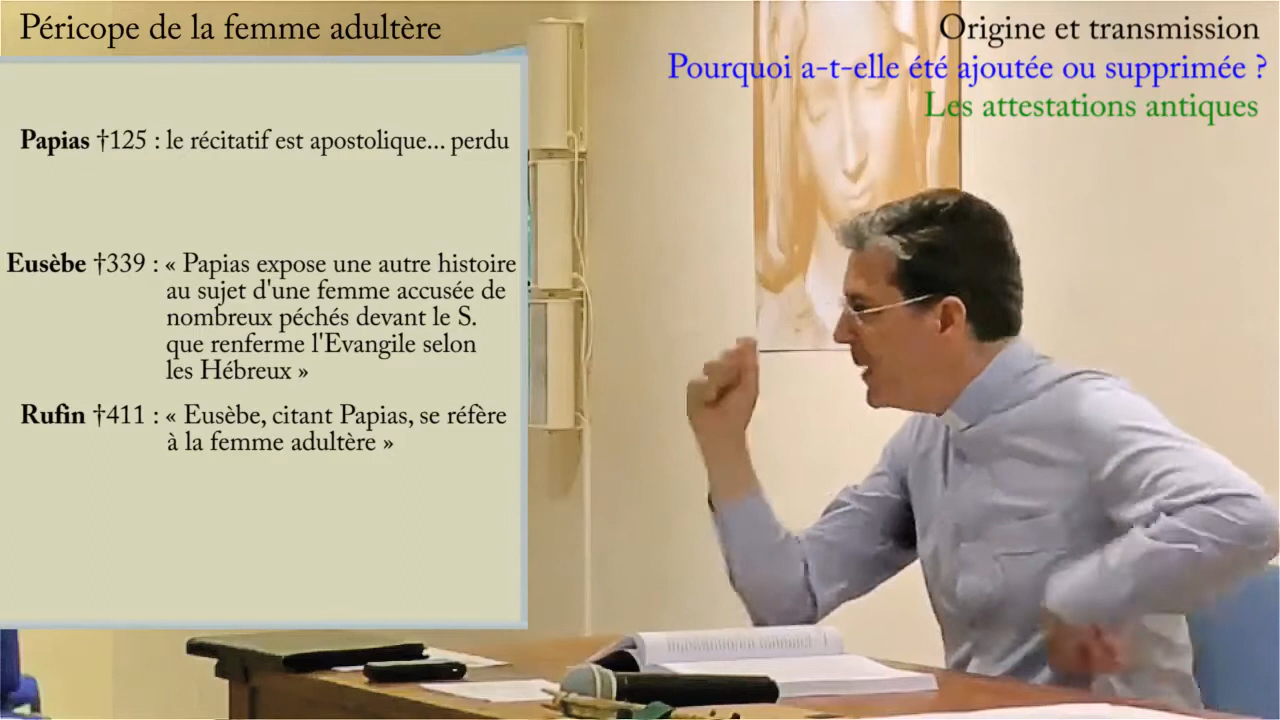 Péricope de la femme adultère
Origine et transmission
Pourquoi a-t-elle été ajoutée ou supprimée ?
Les attestations antiques
Papias †125 : le récitatif est apostolique... perdu
Eusèbe †339 : « Papias expose une autre histoire
au sujet d'une femme accusée de
nombreux péchés devant le S.
que renferme l'Evangile selon
les Hébreux »
Rufin †411 : « Eusèbe, citant Papias, se réfère
à la femme adultère »